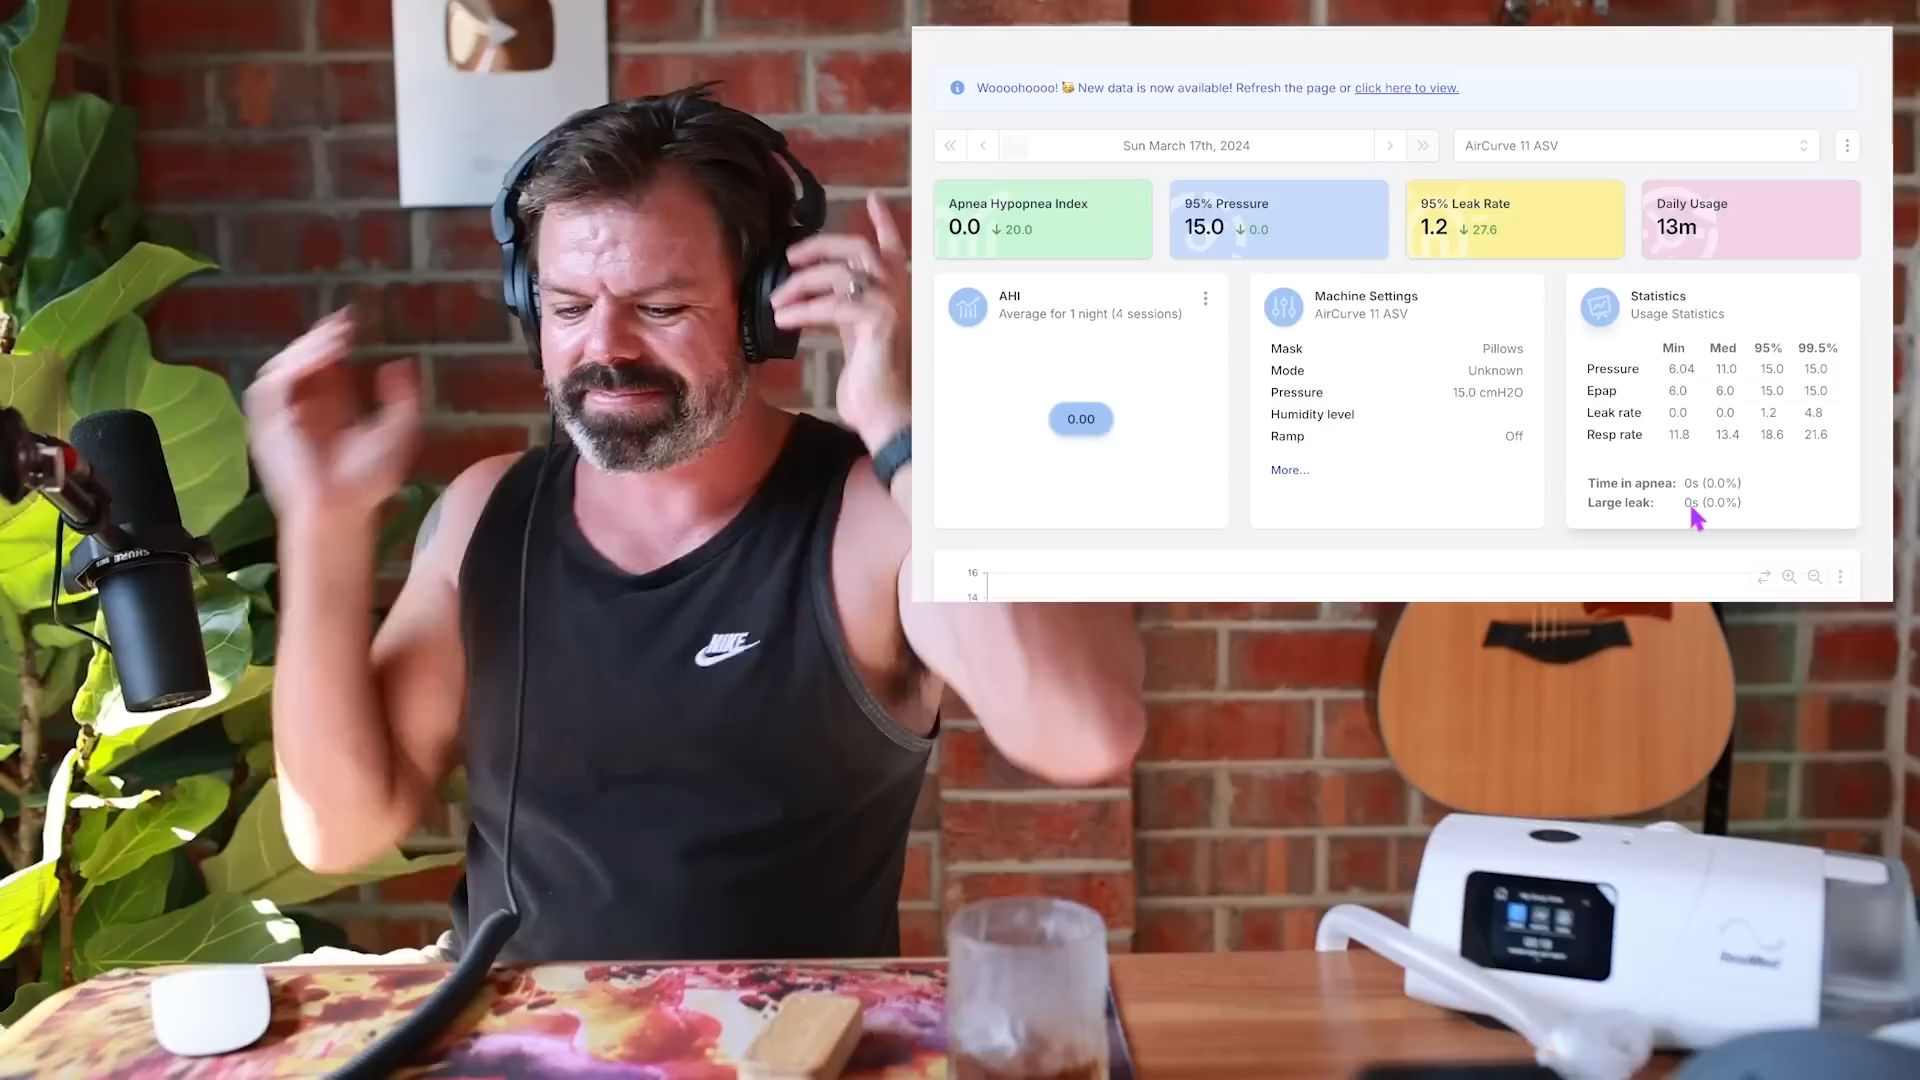 Woooohoooo! 🥳 New data is now available! Refresh the page or click here to view.
Sun March 17th, 2024
AirCurve 11 ASV
Apnea Hypopnea Index
0.0 ↓ 20.0
95% Pressure
15.0 ↓ 0.0
95% Leak Rate
1.2 ↓ 27.6
Daily Usage
13m
AHI
Average for 1 night (4 sessions)
0.00
Machine Settings
AirCurve 11 ASV
Mask Pillows
Mode Unknown
Pressure 15.0 cmH2O
Humidity level
Ramp Off
More...
Statistics
Usage Statistics
Min Med 95% 99.5%
Pressure 6.04 11.0 15.0 15.0
Epap 6.0 6.0 15.0 15.0
Leak rate 0.0 0.0 1.2 4.8
Resp rate 11.8 13.4 18.6 21.6
Time in apnea: 0s (0.0%)
Large leak: 0s (0.0%)
16
14
SHURE
NIKE
ResMed